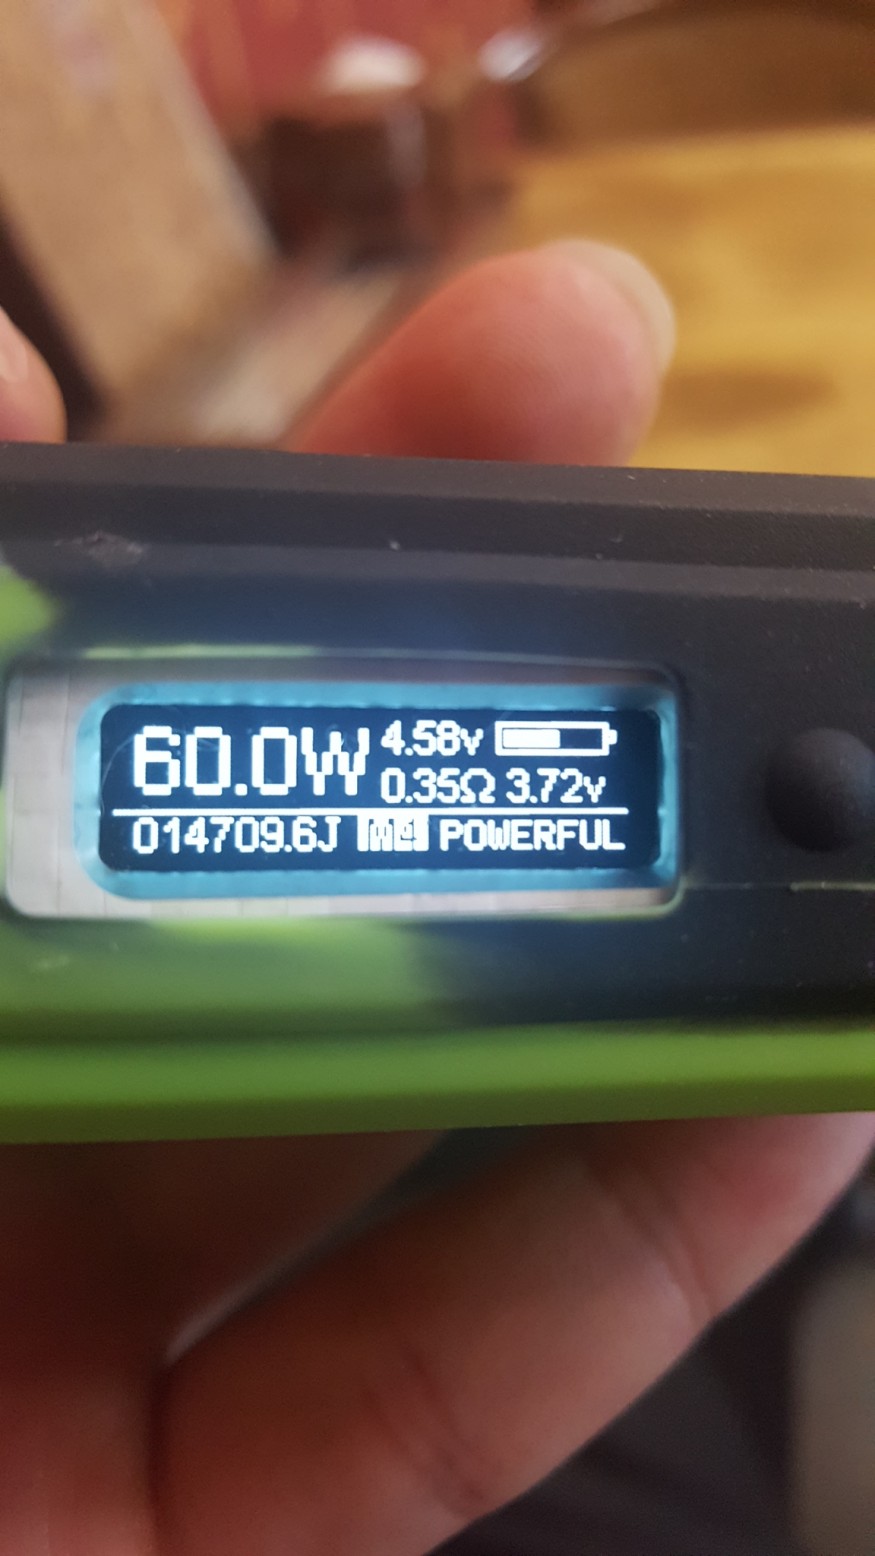 60.0W 4.58v
0.35Ω 3.72v
014709.6J POWERFUL